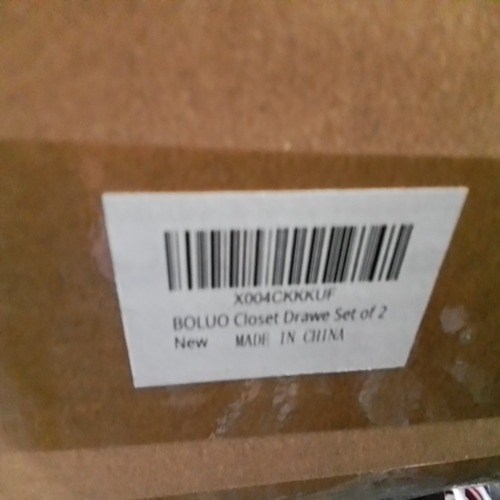 X004CKKKUF
BOLUO Closet Drawe Set of 2
New MADE IN CHINA